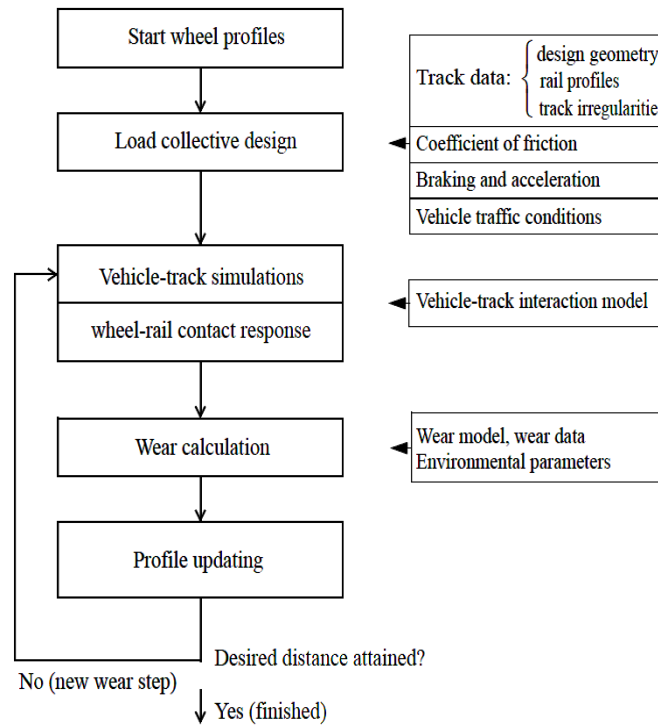 Start wheel profiles
Load collective design
Track data:
design geometry
rail profiles
track irregularitie
Coefficient of friction
Braking and acceleration
Vehicle traffic conditions
Vehicle-track simulations
wheel-rail contact response
Vehicle-track interaction model
Wear calculation
Wear model, wear data
Environmental parameters
Profile updating
Desired distance attained?
No (new wear step)
Yes (finished)